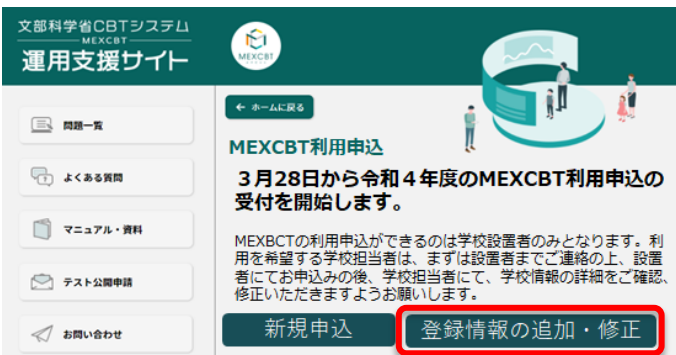 文部科学省CBTシステム
MEXCBT
運用支援サイト
MEXCBT
問題一覧
よくある質問
マニュアル・資料
テスト公開申請
お問い合わせ
← ホームに戻る
MEXCBT利用申込
3月28日から令和4年度のMEXCBT利用申込の
受付を開始します。
MEXBCTの利用申込ができるのは学校設置者のみとなります。利
用を希望する学校担当者は、まずは設置者までご連絡の上、設置
者にてお申込みの後、学校担当者にて、学校情報の詳細をご確認、
修正いただきますようお願いします。
新規申込
登録情報の追加・修正